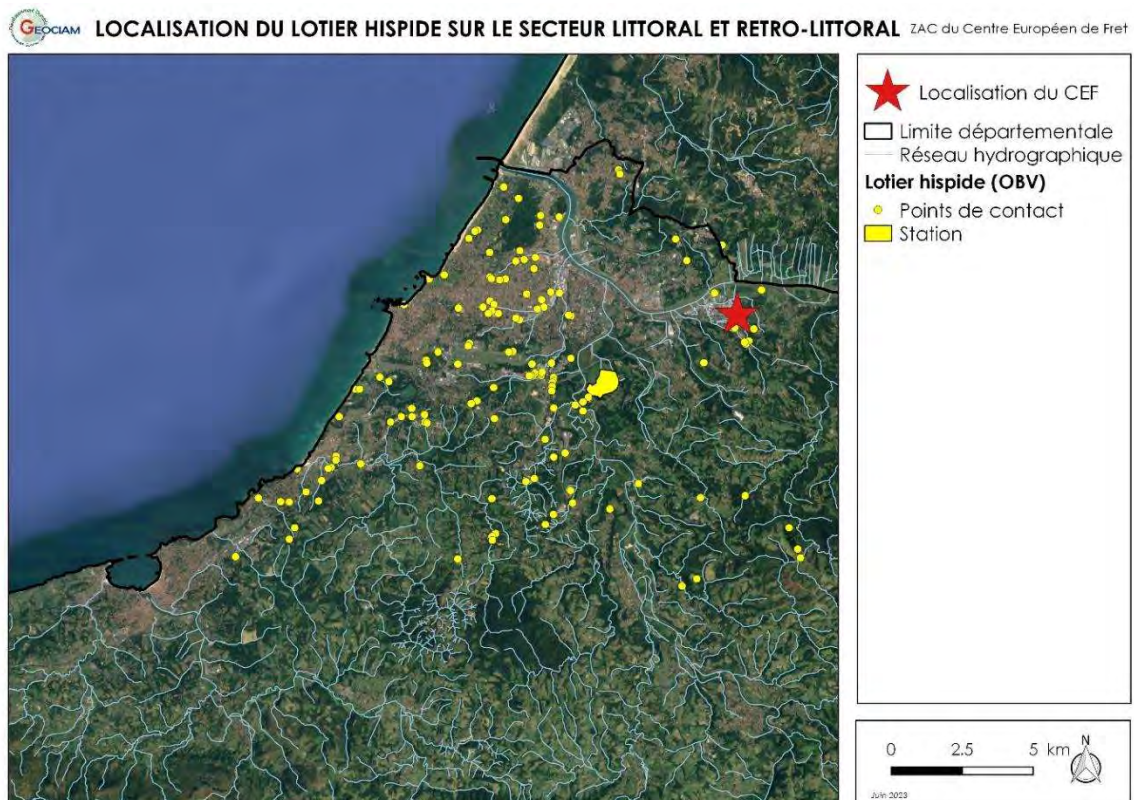 GEOCIAM
LOCALISATION DU LOTIER HISPIDE SUR LE SECTEUR LITTORAL ET RETRO-LITTORAL
ZAC du Centre Européen de Fret
Localisation du CEF
Limite départementale
Réseau hydrographique
Lotier hispide (OBV)
Points de contact
Station
0 2.5 5 km
N
Juin 2023